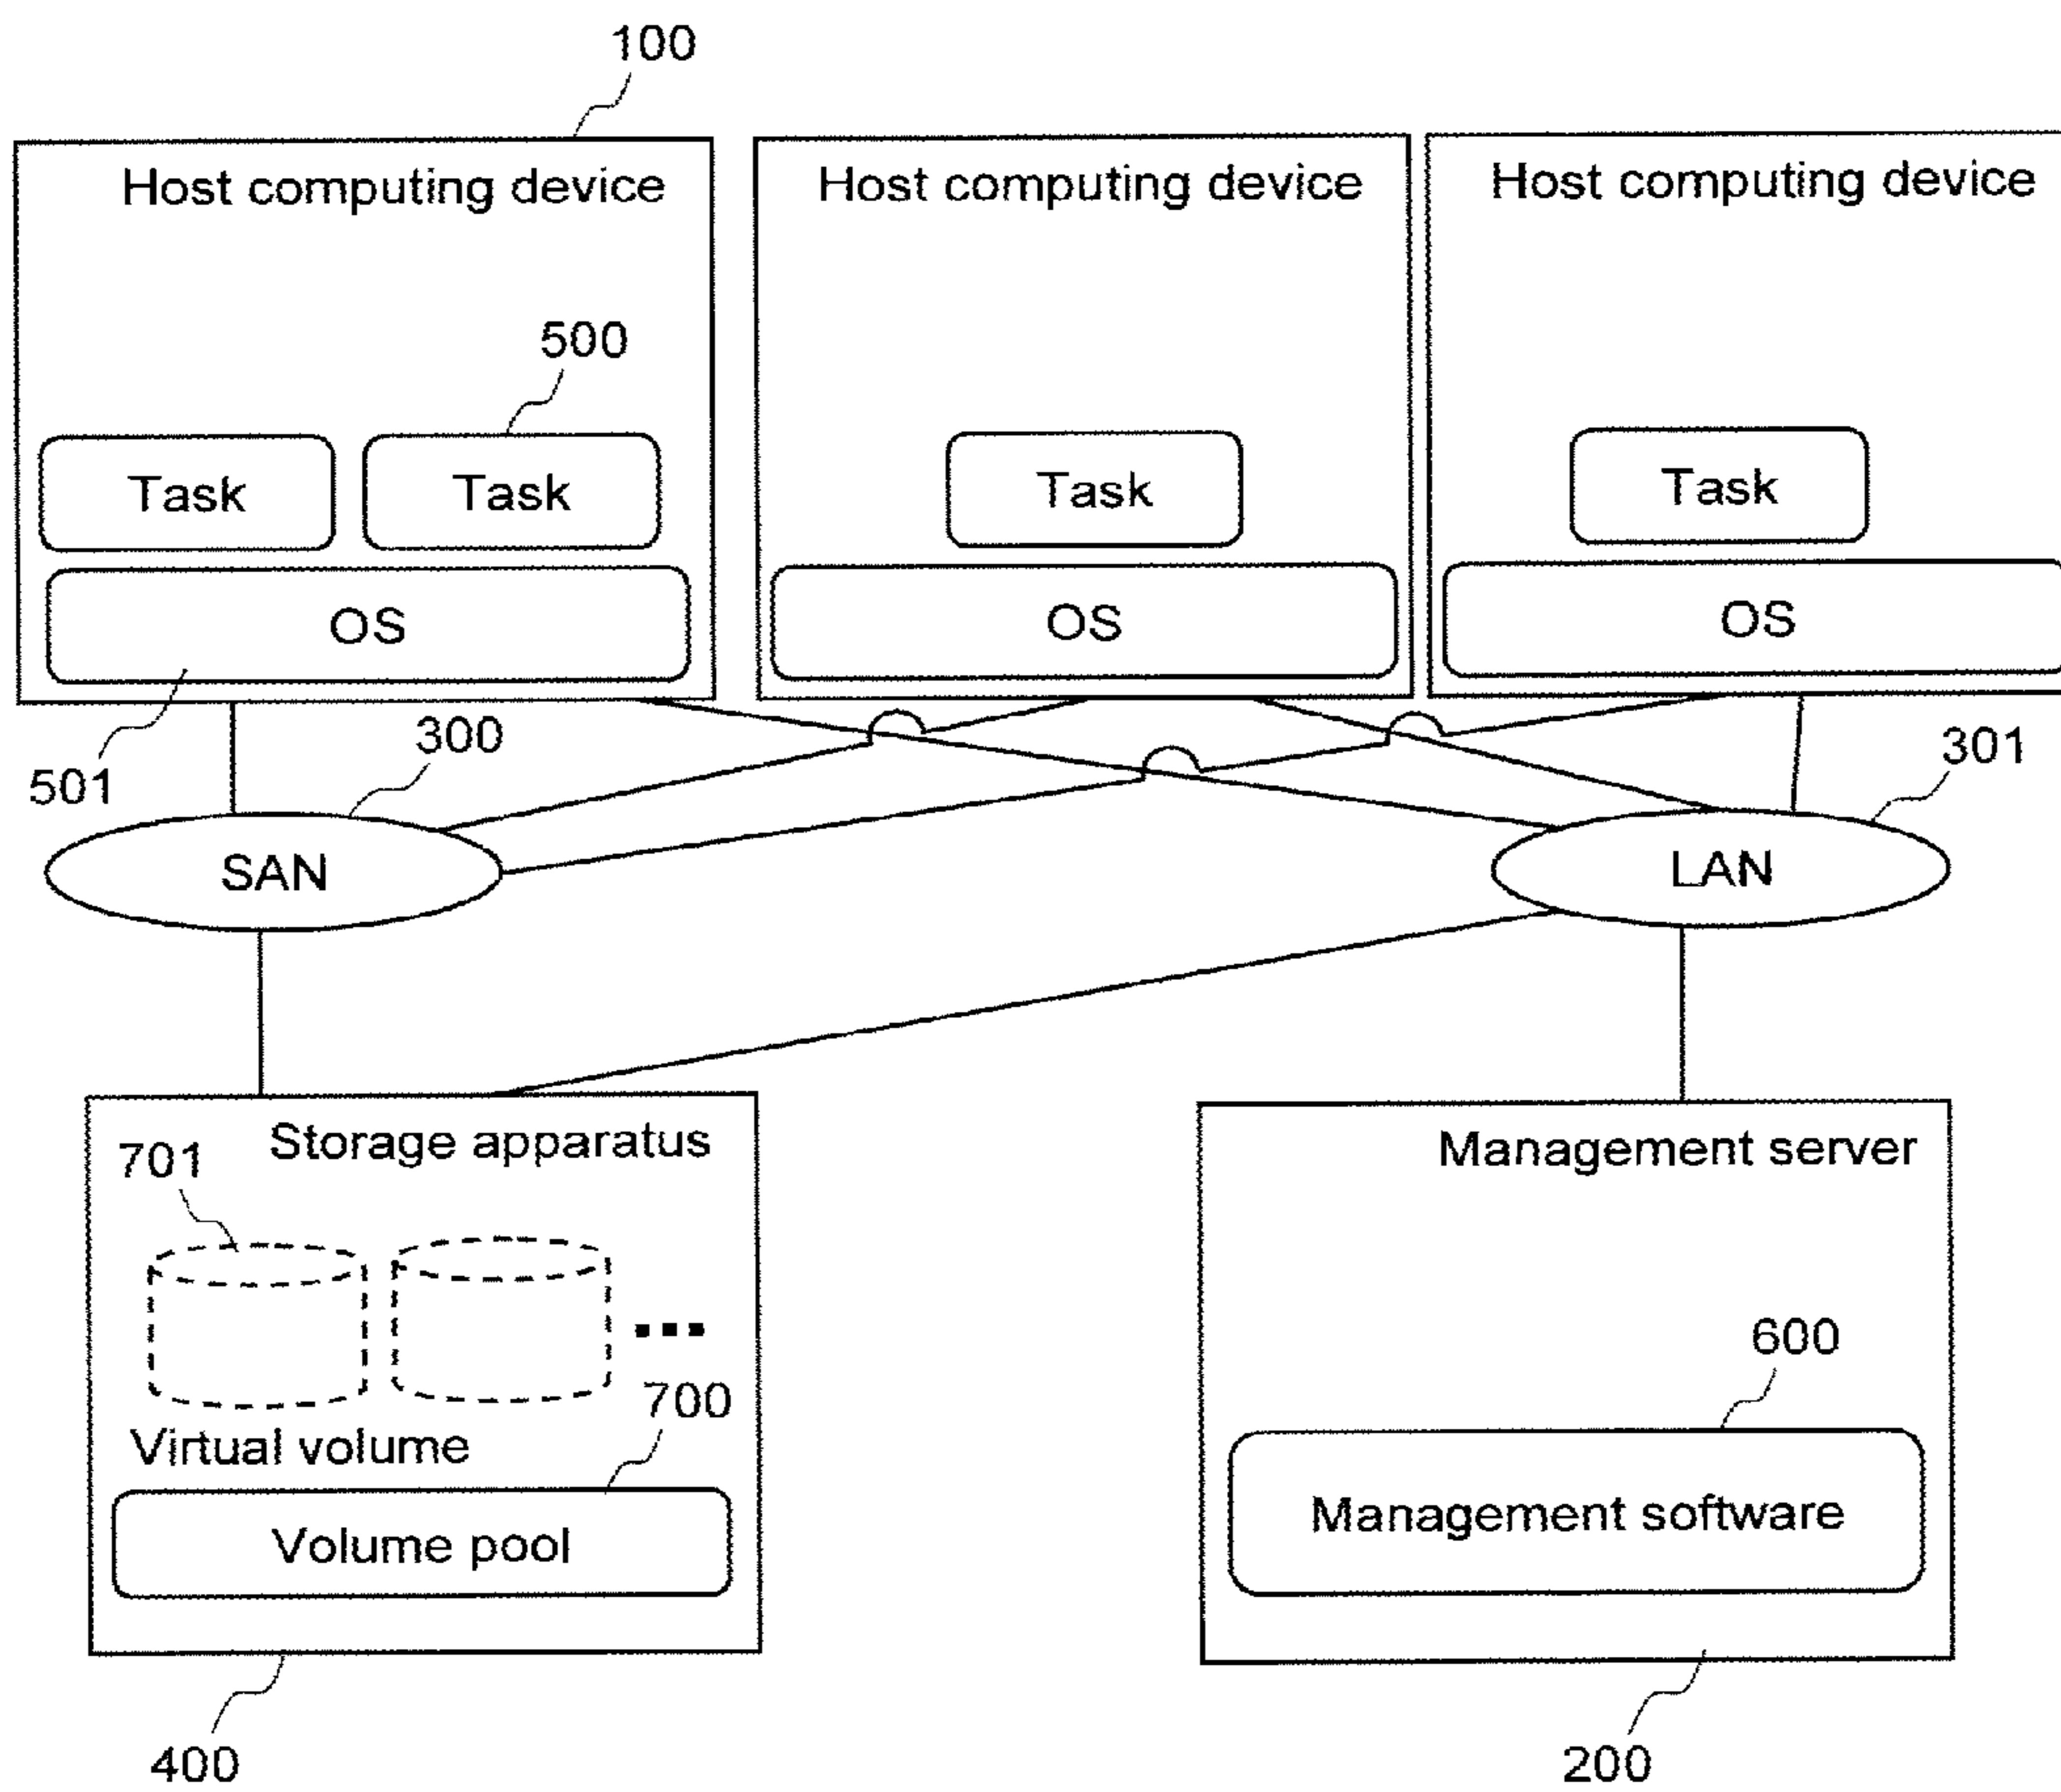 100
Host computing device
Host computing device
Host computing device
500
Task
Task
Task
Task
OS
OS
OS
501
300
301
SAN
LAN
Storage apparatus
Management server
701
600
700
Virtual volume
Volume pool
Management software
400
200